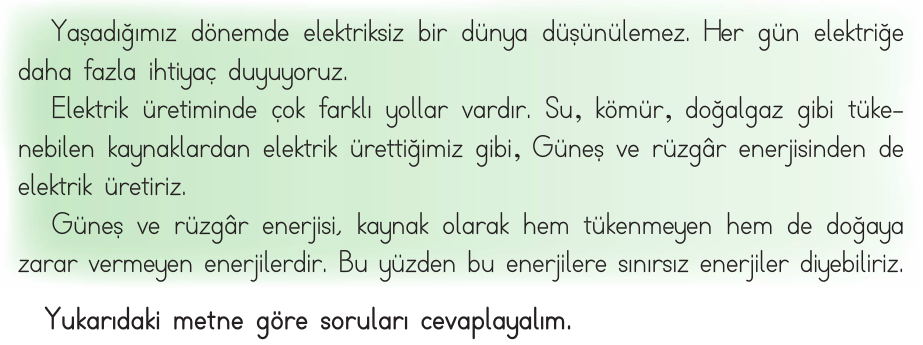 Yaşadığımız dönemde elektriksiz bir dünya düşünülemez. Her gün elektriğe
daha fazla ihtiyaç duyuyoruz.
Elektrik üretiminde çok farklı yollar vardır. Su, kömür, doğalgaz gibi tüke-
nebilen kaynaklardan elektrik ürettiğimiz gibi, Güneş ve rüzgâr enerjisinden de
elektrik üretiriz.
Güneş ve rüzgâr enerjisi, kaynak olarak hem tükenmeyen hem de doğaya
zarar vermeyen enerjilerdir. Bu yüzden bu enerjilere sınırsız enerjiler diyebiliriz.
Yukarıdaki metne göre soruları cevaplayalım.